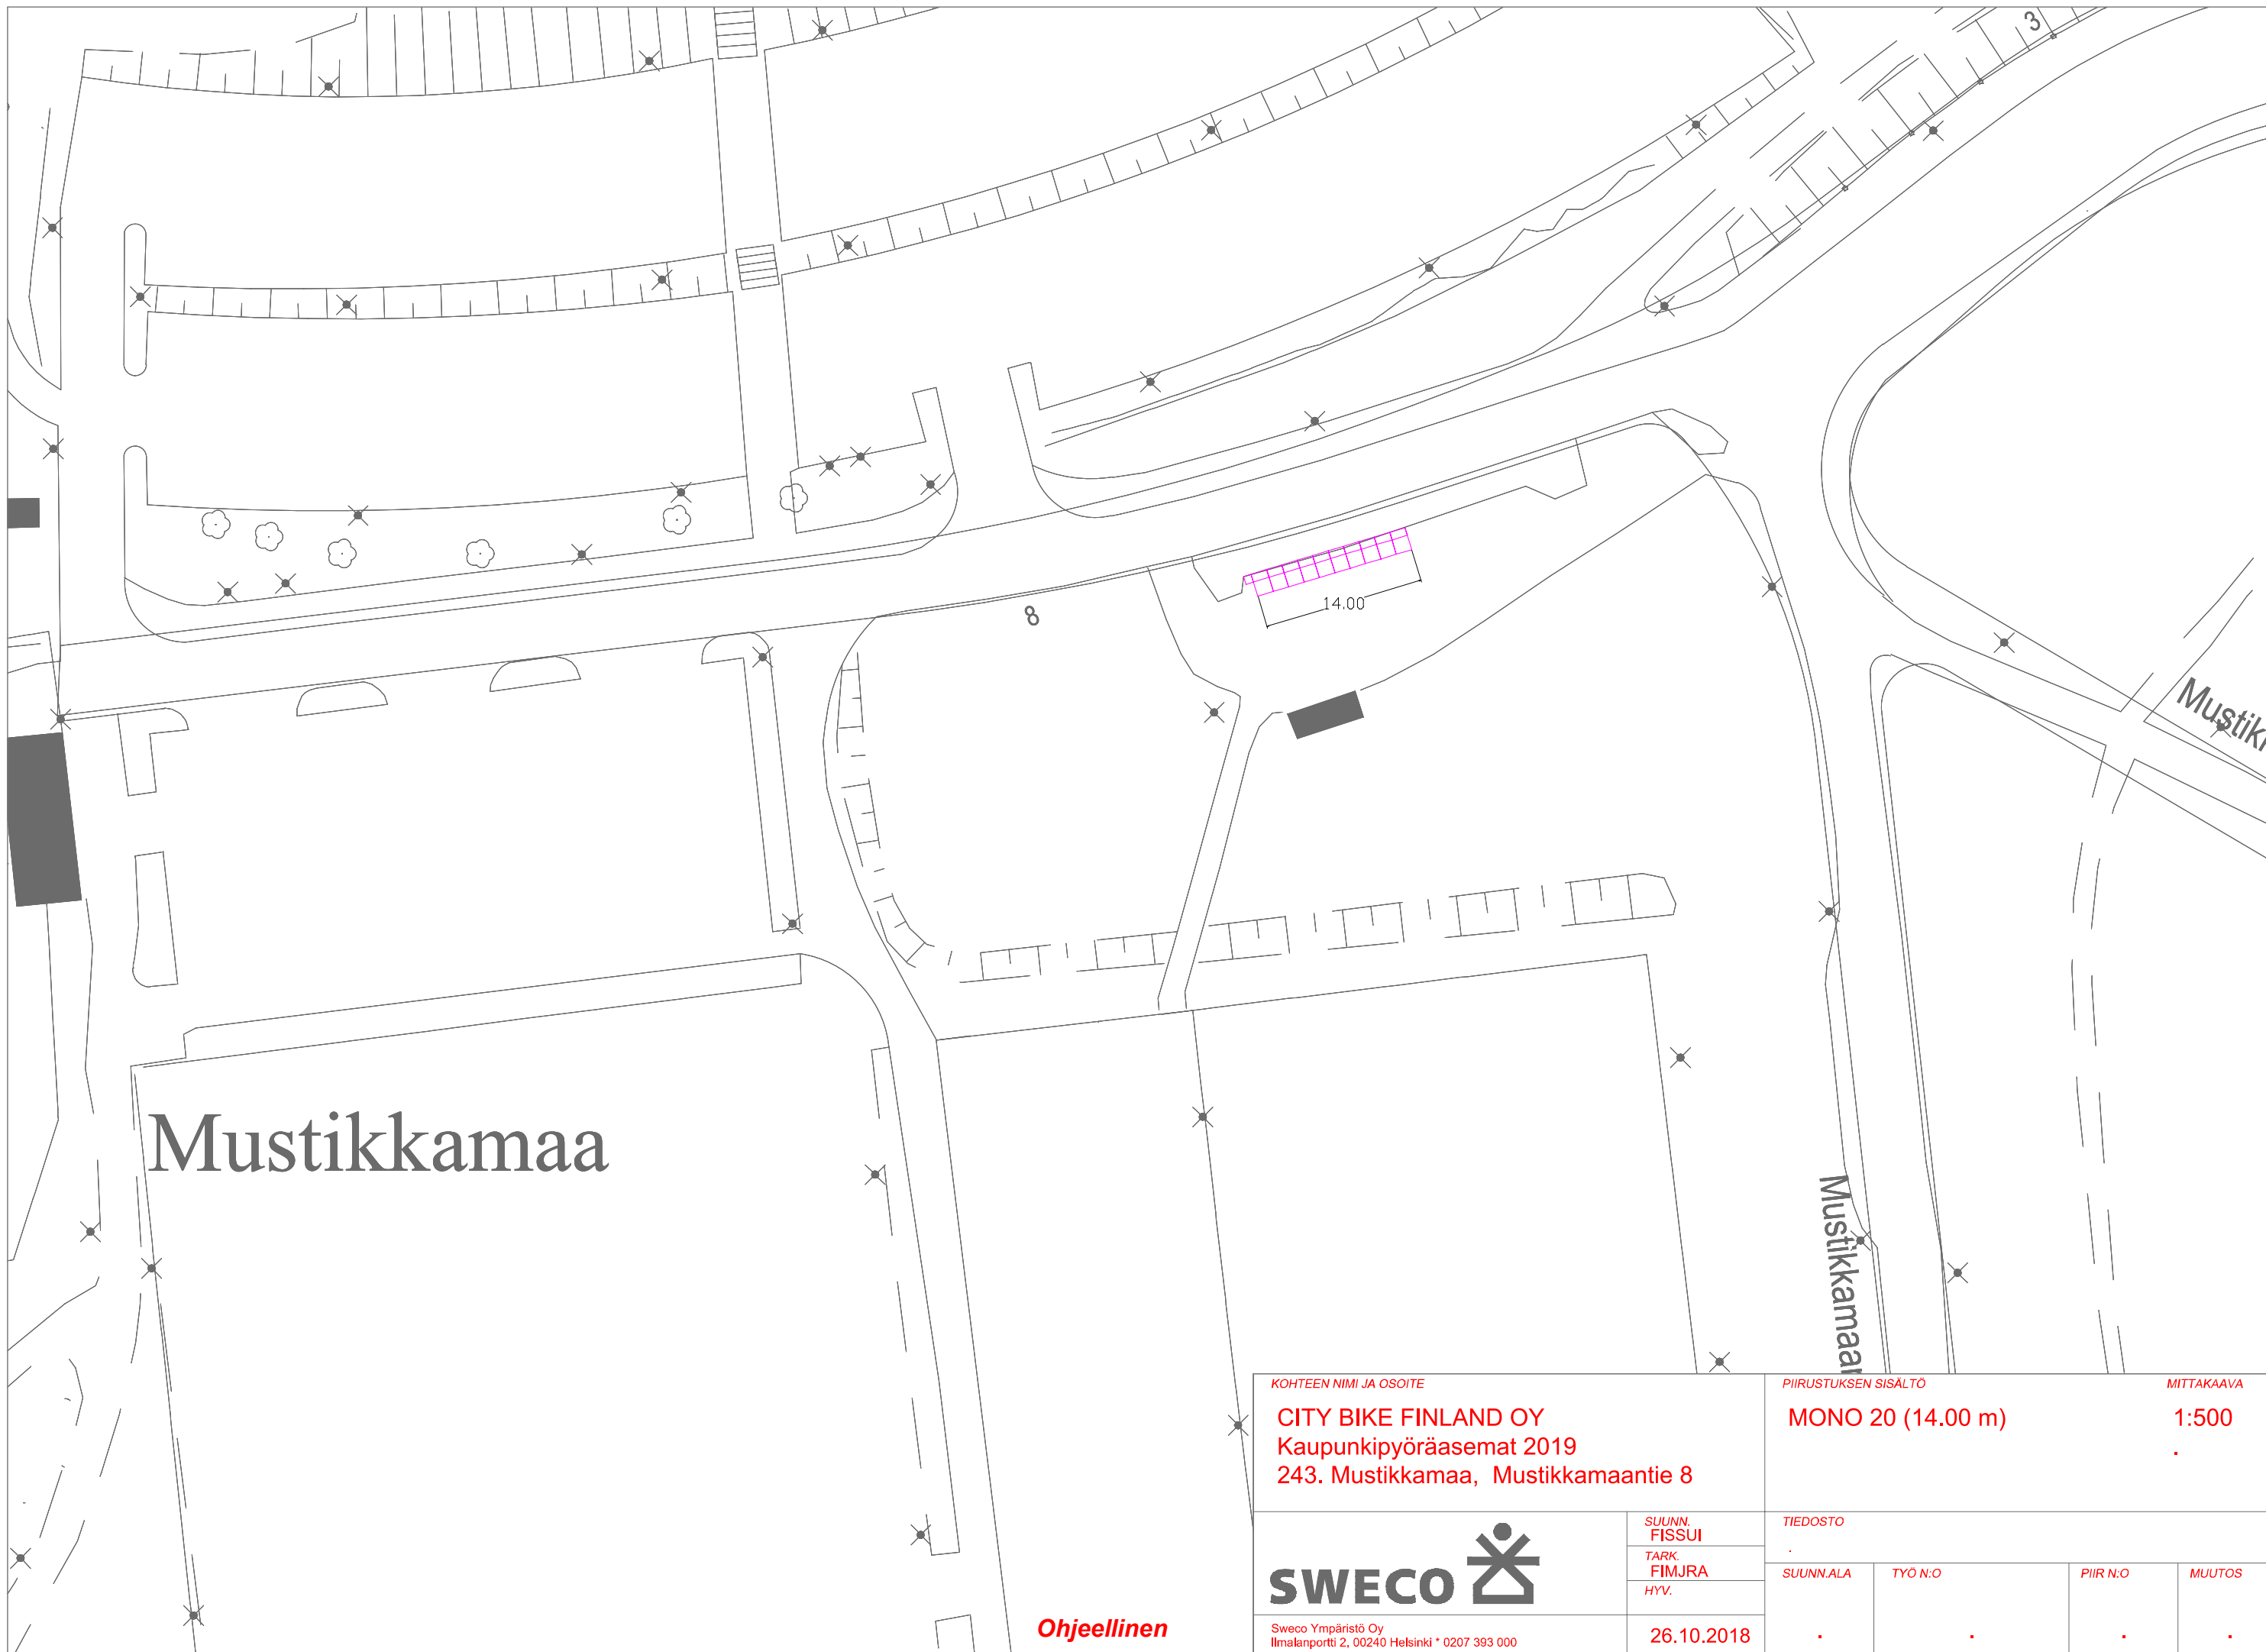 3
8
14.00
Mustikk
Mustikkamaa
Mustikkamaan
KOHTEEN NIMI JA OSOITE
CITY BIKE FINLAND OY
Kaupunkipyöräasemat 2019
243. Mustikkamaa, Mustikkamaantie 8
PIIRUSTUKSEN SISÄLTÖ
MITTAKAAVA
MONO 20 (14.00 m)
1:500
.
SWECO
SUUNN.
FISSUI
TARK.
FIMJRA
HYV.
26.10.2018
TIEDOSTO
.
SUUNN.ALA
TYÖ N:O
PIIR N:O
MUUTOS
. . . .
Sweco Ympäristö Oy
Ilmalanportti 2, 00240 Helsinki * 0207 393 000
Ohjeellinen